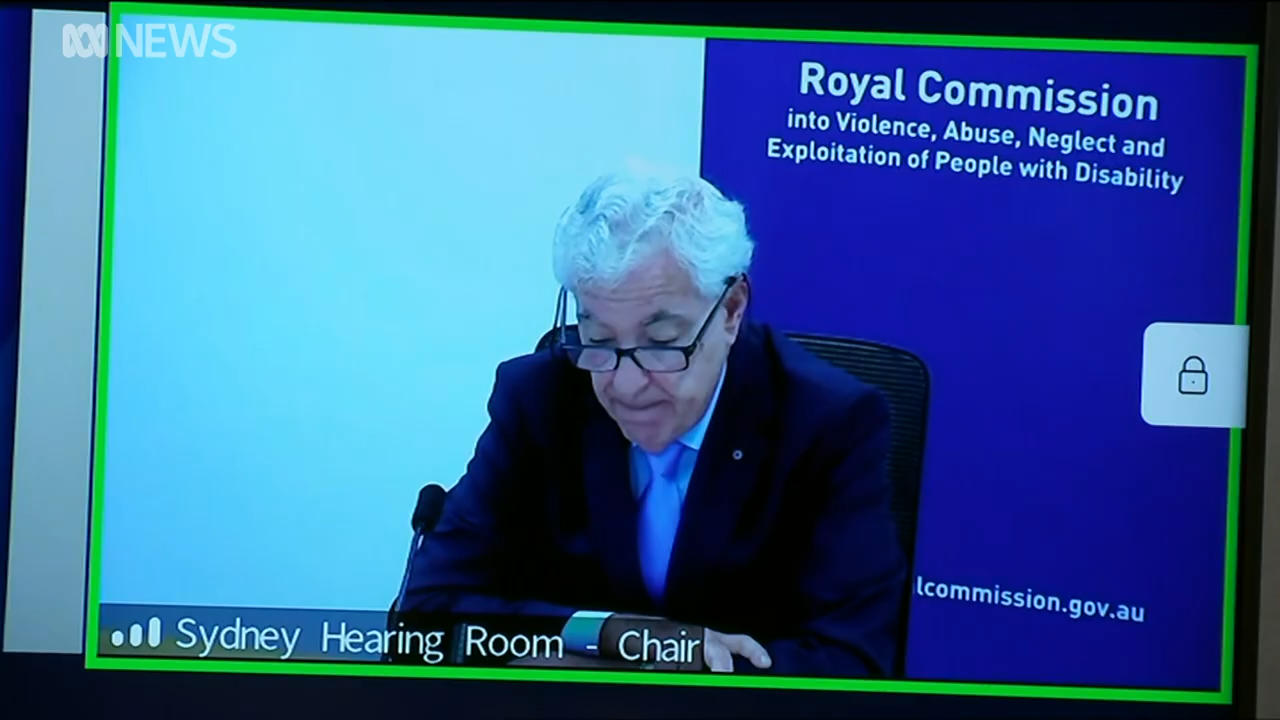 NEWS
Royal Commission
into Violence, Abuse, Neglect and
Exploitation of People with Disability
lcommission.gov.au
Sydney Hearing Room - Chair